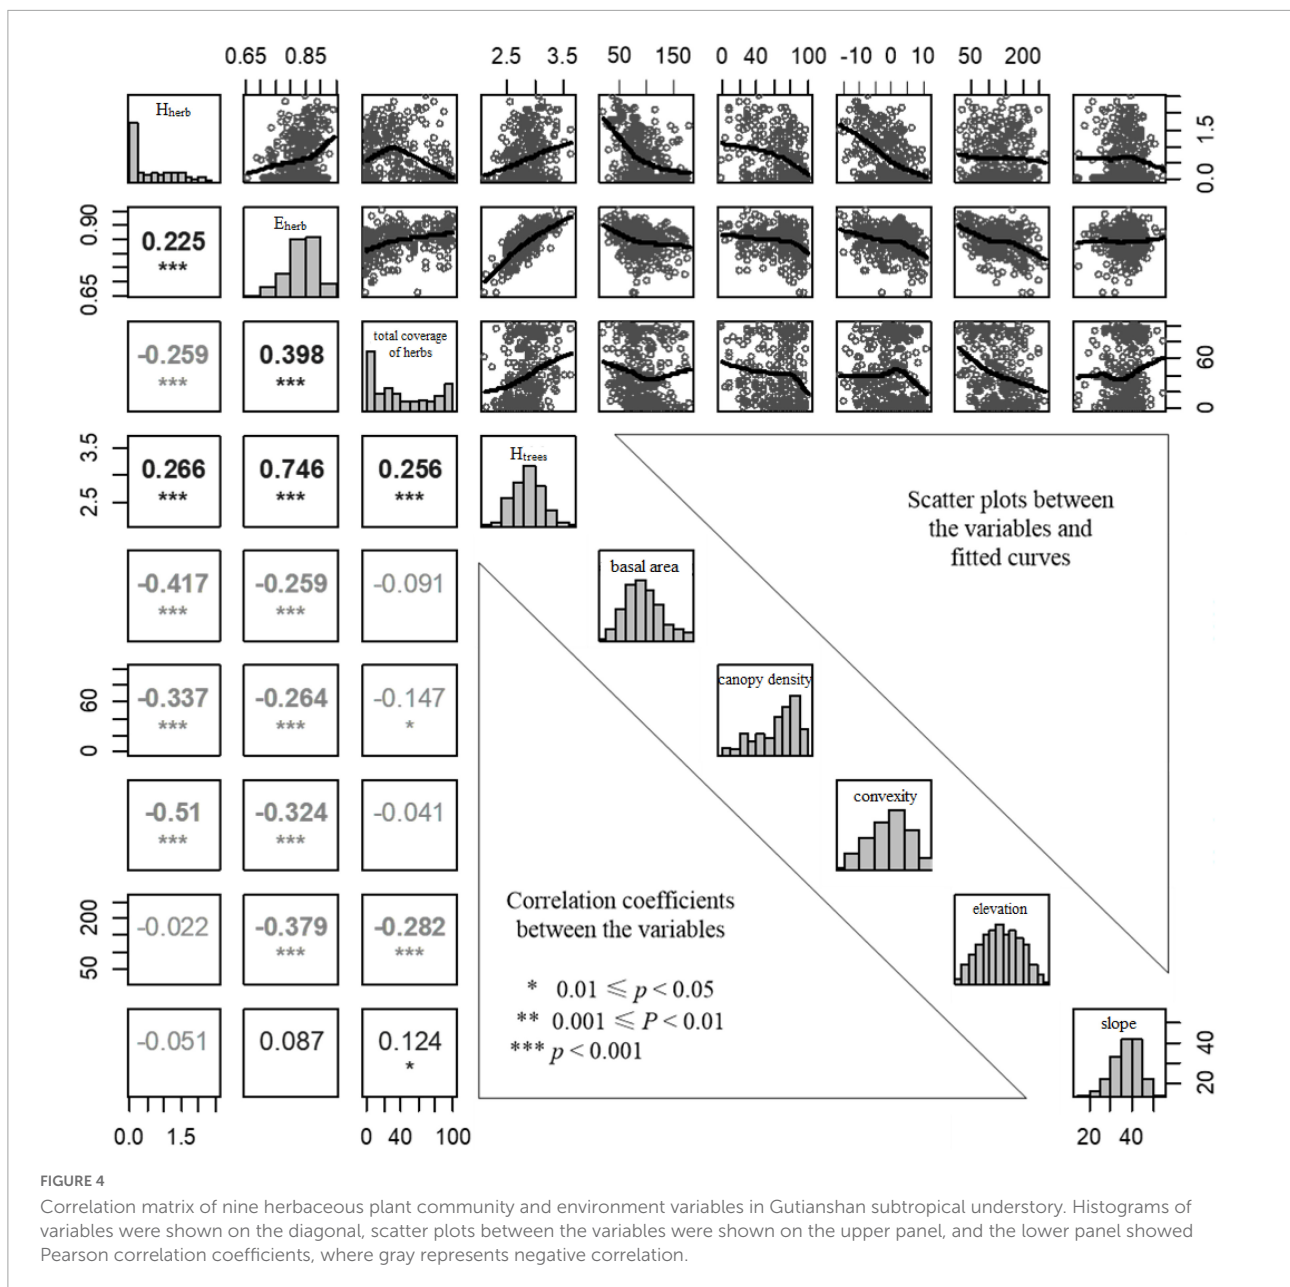 0.65 0.85 2.5 3.5 50 150 0 40 100 -10 0 10 50 200
Hherb
0.0 1.5
0.65 0.90
0.225
***
Eherb
-0.259
***
0.398
***
total coverage
of herbs
0 60
2.5 3.5
0.266
***
0.746
***
0.256
***
Htrees
Scatter plots between
the variables and
fitted curves
-0.417
***
-0.259
***
-0.091
basal area
0 60
-0.337
***
-0.264
***
-0.147
*
canopy density
-0.51
***
-0.324
***
-0.041
convexity
50 200
-0.022
-0.379
***
-0.282
***
elevation
Correlation coefficients
between the variables
* 0.01 ⩽ p < 0.05
** 0.001 ⩽ P < 0.01
*** p < 0.001
-0.051
0.087
0.124
*
slope
20 40
0.0 1.5 0 40 100 20 40
FIGURE 4
Correlation matrix of nine herbaceous plant community and environment variables in Gutianshan subtropical understory. Histograms of
variables were shown on the diagonal, scatter plots between the variables were shown on the upper panel, and the lower panel showed
Pearson correlation coefficients, where gray represents negative correlation.